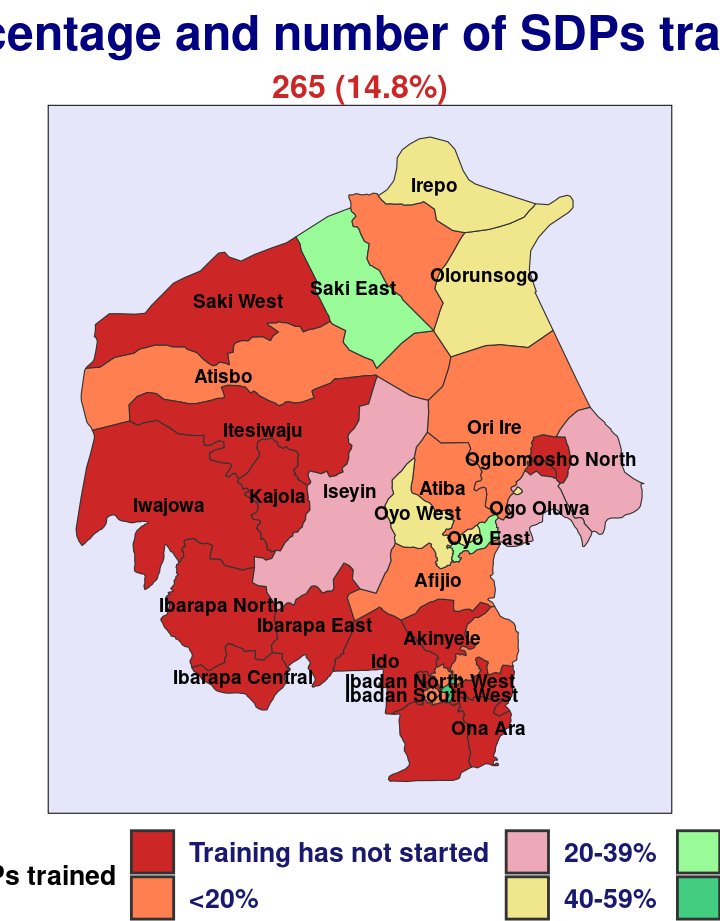 centage and number of SDPs tra
265 (14.8%)
Irepo
Olorunsogo
Saki East
Saki West
Atisbo
Ori Ire
Itesiwaju
Ogbomosho North
Atiba
Iseyin
Kajola
Iwajowa
Ogo Oluwa
Oyo West
Oyo East
Afijio
Ibarapa North
Ibarapa East
Akinyele
Ido
Ibarapa Central
Ibadan North West
Ibadan South West
Ona Ara
Ps trained
Training has not started
20-39%
<20%
40-59%